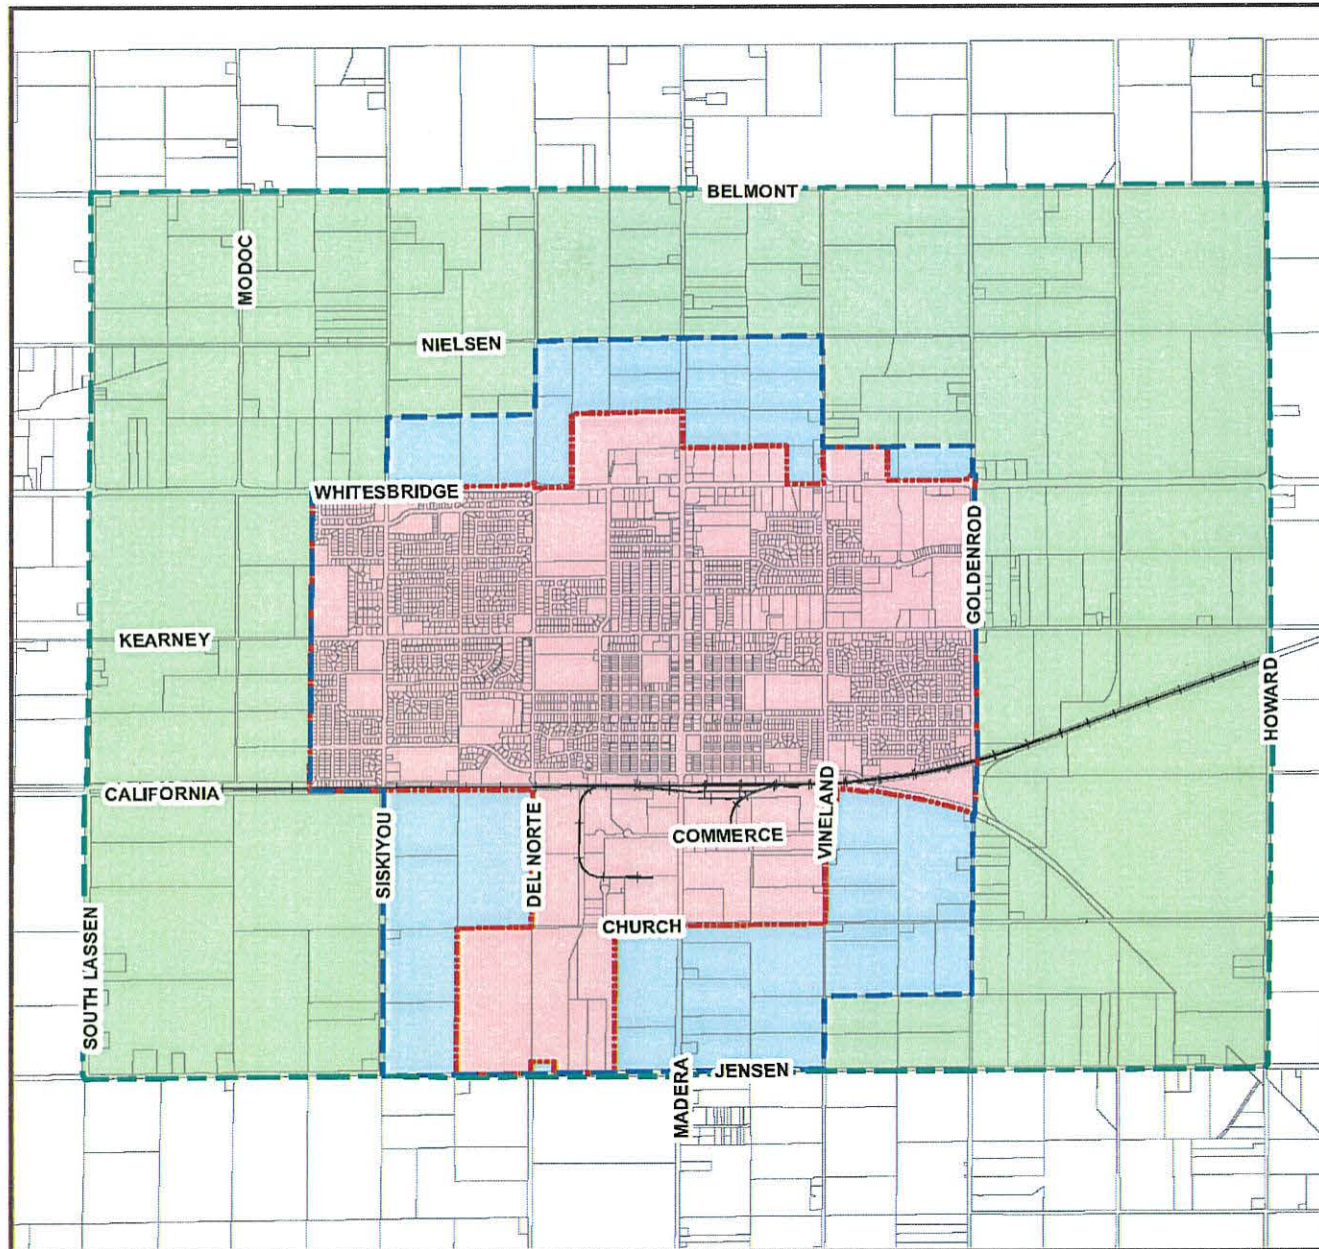 BELMONT
MODOC
NIELSEN
WHITESBRIDGE
GOLDENROD
KEARNEY
HOWARD
CALIFORNIA
VINELAND
COMMERCE
SISKIYOU
DEL NORTE
CHURCH
SOUTH LASSEN
MADERA
JENSEN